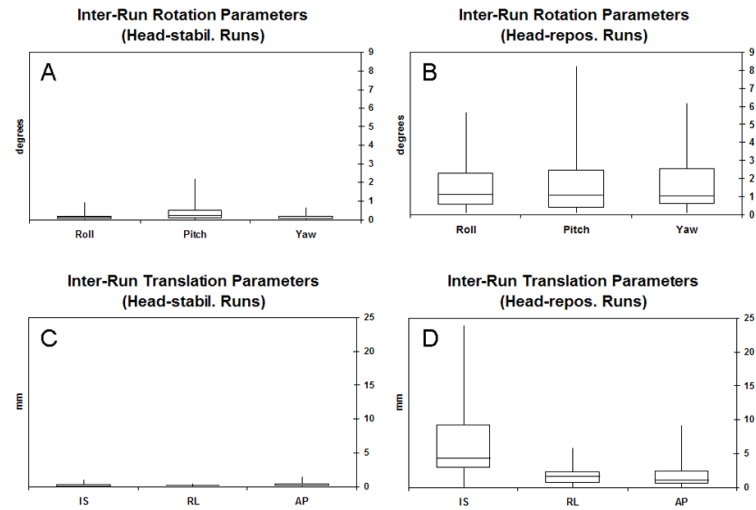 Inter-Run Rotation Parameters
(Head-stabil. Runs)
A
degrees
9
8
7
6
5
4
3
2
1
0
Roll Pitch Yaw
Inter-Run Rotation Parameters
(Head-repos. Runs)
B
degrees
9
8
7
6
5
4
3
2
1
0
Roll Pitch Yaw
Inter-Run Translation Parameters
(Head-stabil. Runs)
C
mm
25
20
15
10
5
0
IS RL AP
Inter-Run Translation Parameters
(Head-repos. Runs)
D
mm
25
20
15
10
5
0
IS RL AP